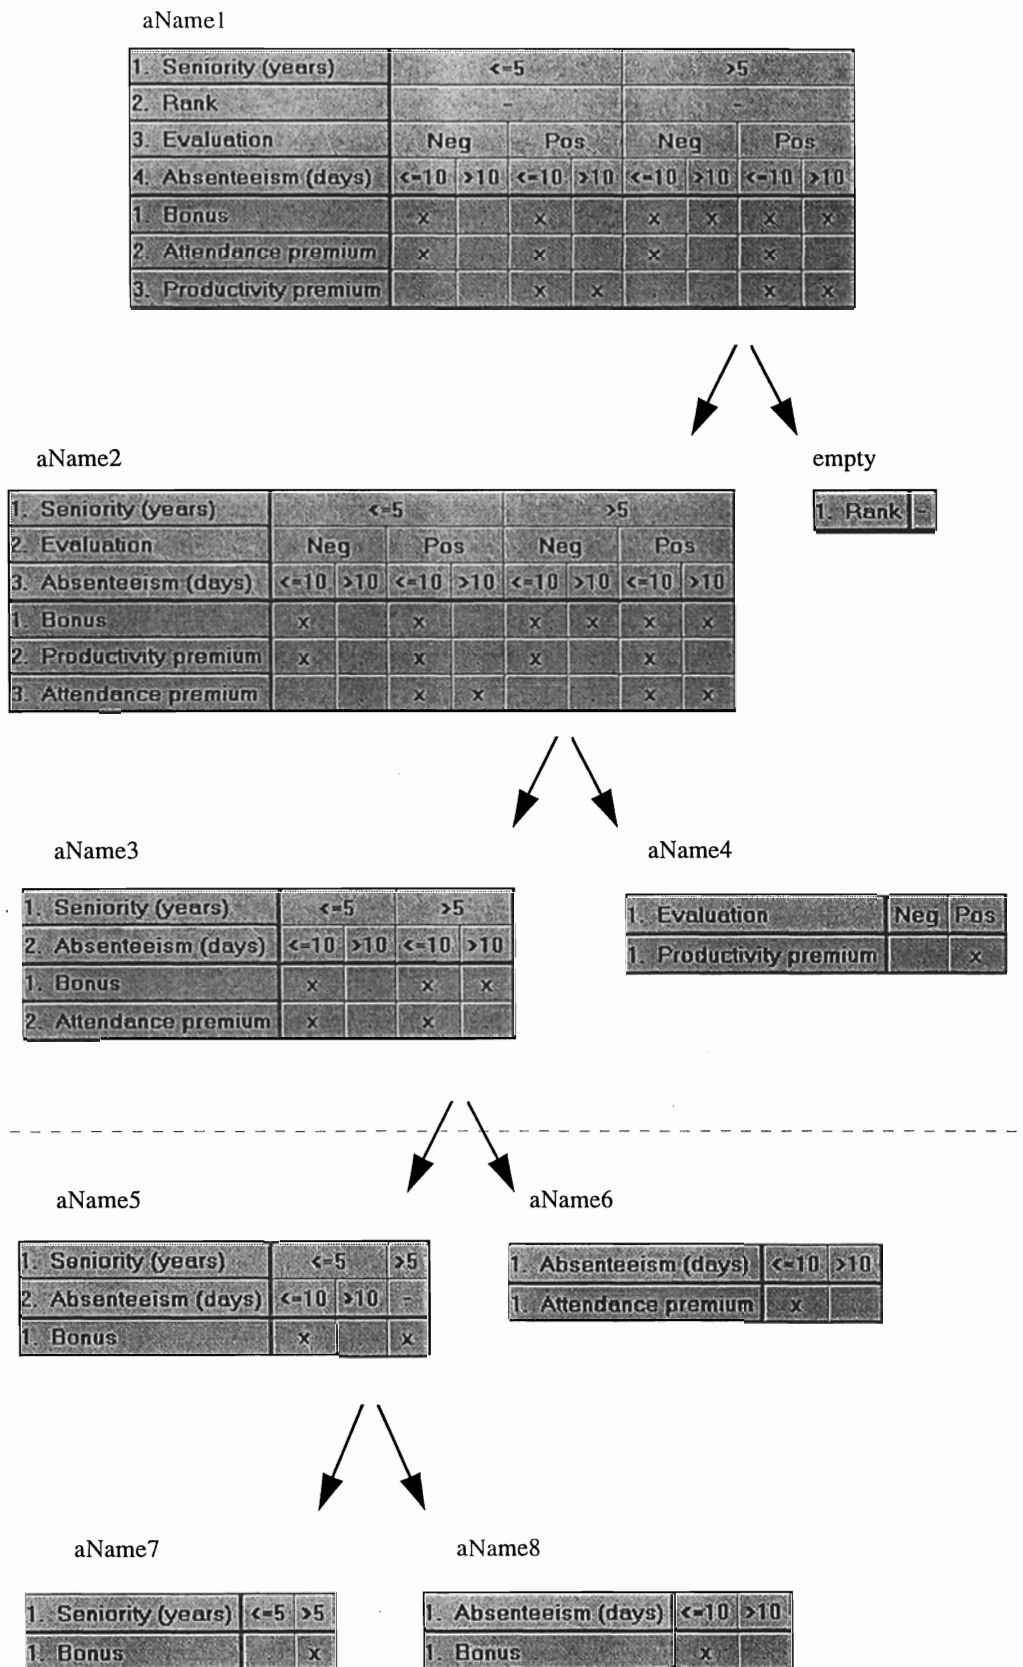 aName1
1. Seniority (years) <=5 >5
2. Rank - -
3. Evaluation Neg Pos Neg Pos
4. Absenteeism (days) <=10 >10 <=10 >10 <=10 >10 <=10 >10
1. Bonus x . x . x x x x
2. Attendance premium x . x . x . x .
3. Productivity premium . . x x . . x x
aName2
empty
1. Seniority (years) <=5 >5
1. Rank -
2. Evaluation Neg Pos Neg Pos
3. Absenteeism (days) <=10 >10 <=10 >10 <=10 >10 <=10 >10
1. Bonus x . x . x x x x
2. Productivity premium x . x . x . x .
3. Attendance premium . . x x . . x x
aName3
aName4
1. Seniority (years) <=5 >5
1. Evaluation Neg Pos
2. Absenteeism (days) <=10 >10 <=10 >10
1. Productivity premium . x
1. Bonus x . x x
2. Attendance premium x . x .
aName5
aName6
1. Seniority (years) <=5 >5
1. Absenteeism (days) <=10 >10
2. Absenteeism (days) <=10 >10 -
1. Attendance premium x .
1. Bonus x . x
aName7
aName8
1. Seniority (years) <=5 >5
1. Absenteeism (days) <=10 >10
1. Bonus . x
1. Bonus x .